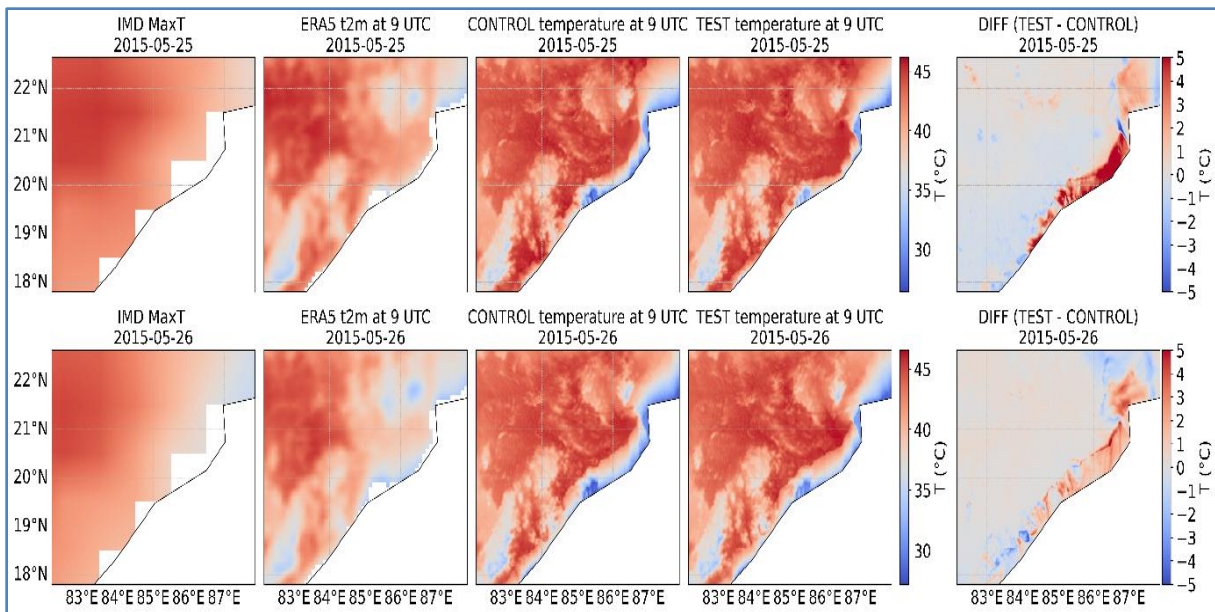 IMD MaxT
2015-05-25
ERA5 t2m at 9 UTC
2015-05-25
CONTROL temperature at 9 UTC
2015-05-25
TEST temperature at 9 UTC
2015-05-25
DIFF (TEST - CONTROL)
2015-05-25
22°N
21°N
20°N
19°N
18°N
45
40
35
30
T (°C)
5
4
3
2
1
0
−1
−2
−3
−4
−5
T (°C)
IMD MaxT
2015-05-26
ERA5 t2m at 9 UTC
2015-05-26
CONTROL temperature at 9 UTC
2015-05-26
TEST temperature at 9 UTC
2015-05-26
DIFF (TEST - CONTROL)
2015-05-26
22°N
21°N
20°N
19°N
18°N
45
40
35
30
T (°C)
5
4
3
2
1
0
−1
−2
−3
−4
−5
T (°C)
83°E 84°E 85°E 86°E 87°E
83°E 84°E 85°E 86°E 87°E
83°E 84°E 85°E 86°E 87°E
83°E 84°E 85°E 86°E 87°E
83°E 84°E 85°E 86°E 87°E